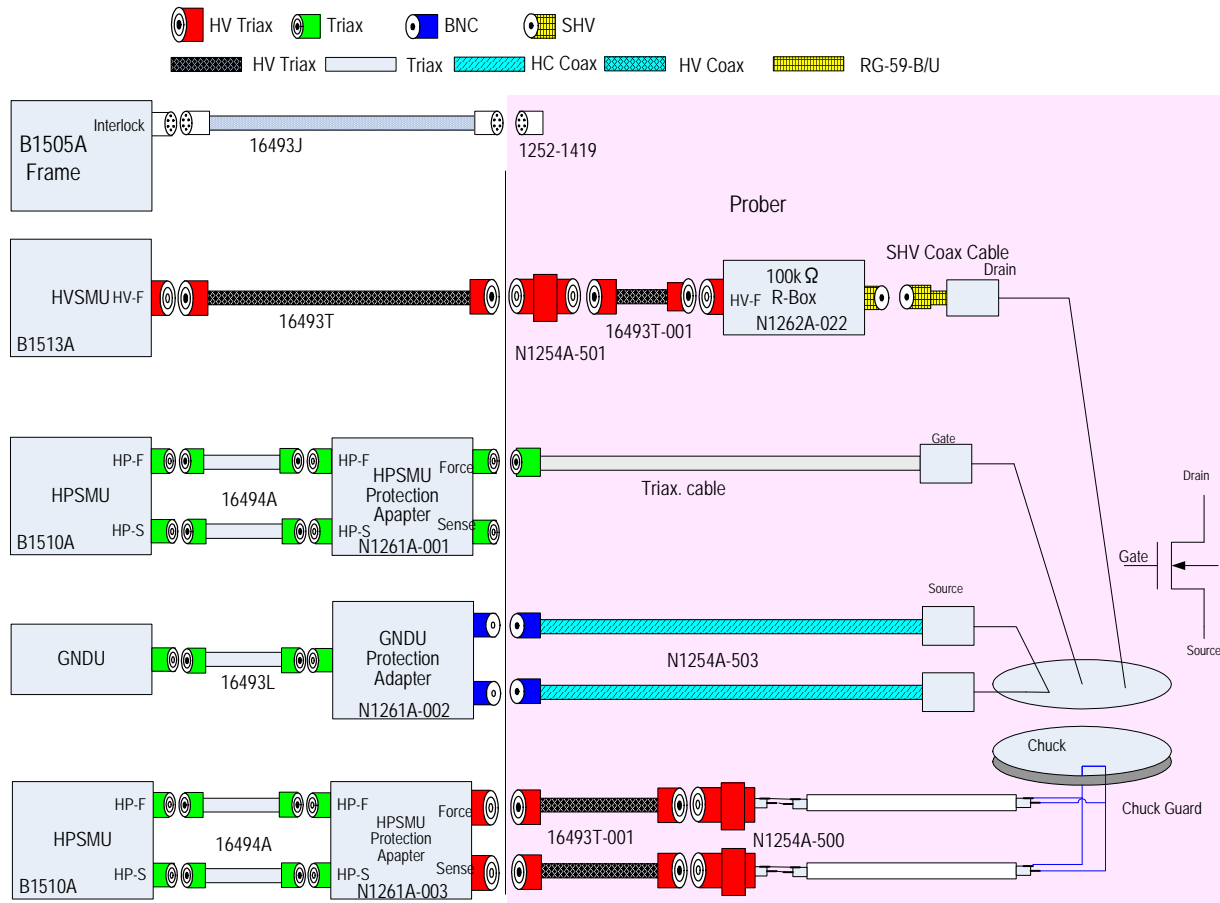 HV Triax Triax BNC SHV
HV Triax Triax HC Coax HV Coax RG-59-B/U
Interlock
B1505A
Frame
16493J
1252-1419
Prober
HVSMU HV-F
B1513A
16493T
N1254A-501
16493T-001
100k Ω
R-Box
HV-F
N1262A-022
SHV Coax Cable
Drain
HP-F
HPSMU
HP-S
B1510A
16494A
HP-F
HPSMU
Protection
Apapter
HP-S
N1261A-001
Force
Sense
Triax. cable
Gate
Drain
Gate
Source
GNDU
16493L
GNDU
Protection
Adapter
N1261A-002
N1254A-503
Source
Chuck
Chuck Guard
HP-F
HPSMU
HP-S
B1510A
16494A
HP-F
HPSMU
Protection
Apapter
HP-S
N1261A-003
Force
Sense
16493T-001
N1254A-500